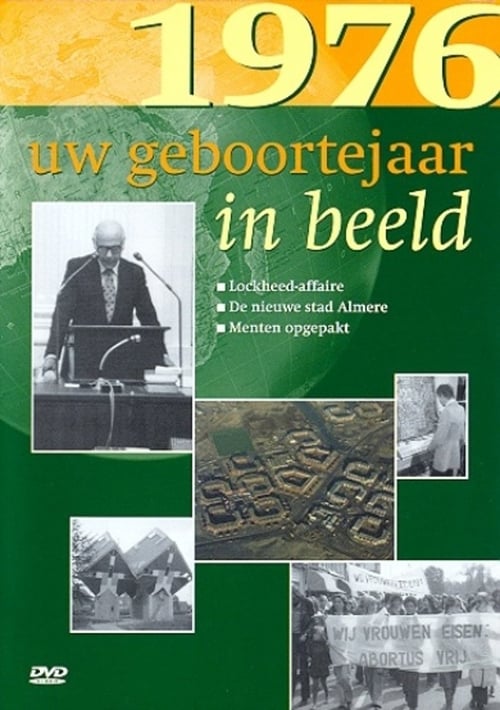 1976
uw geboortejaar
in beeld
Lockheed-affaire
De nieuwe stad Almere
Menten opgepakt
WIJ VROUWEN EISEN:
ABORTUS VRIJ
DVD
VIDEO